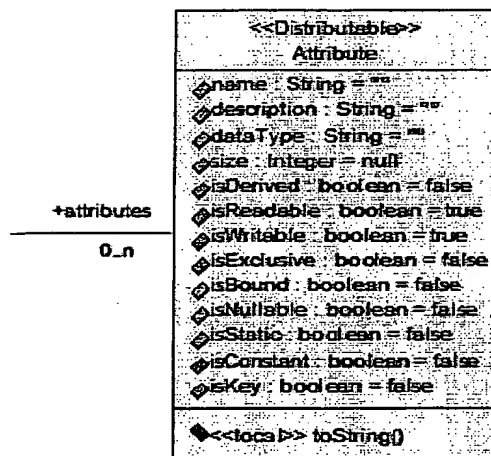 <<Distributable>>
Attribute
name : String = ""
description : String = ""
dataType : String = ""
size : Integer = null
isDerived : boolean = false
+attributes
isReadable : boolean = true
isWritable : boolean = true
0..n
isExclusive : boolean = false
isBound : boolean = false
isNullable : boolean = false
isStatic : boolean = false
isConstant : boolean = false
isKey : boolean = false
<<local>> toString()